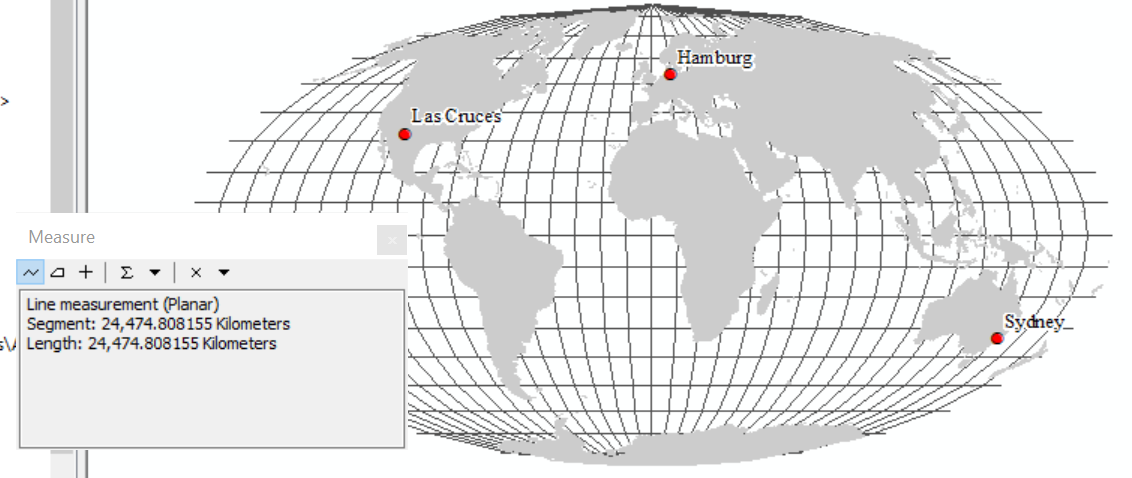 Hamburg
>
Las Cruces
Measure
Line measurement (Planar)
Segment: 24,474.808155 Kilometers
Sydney
Length: 24,474.808155 Kilometers